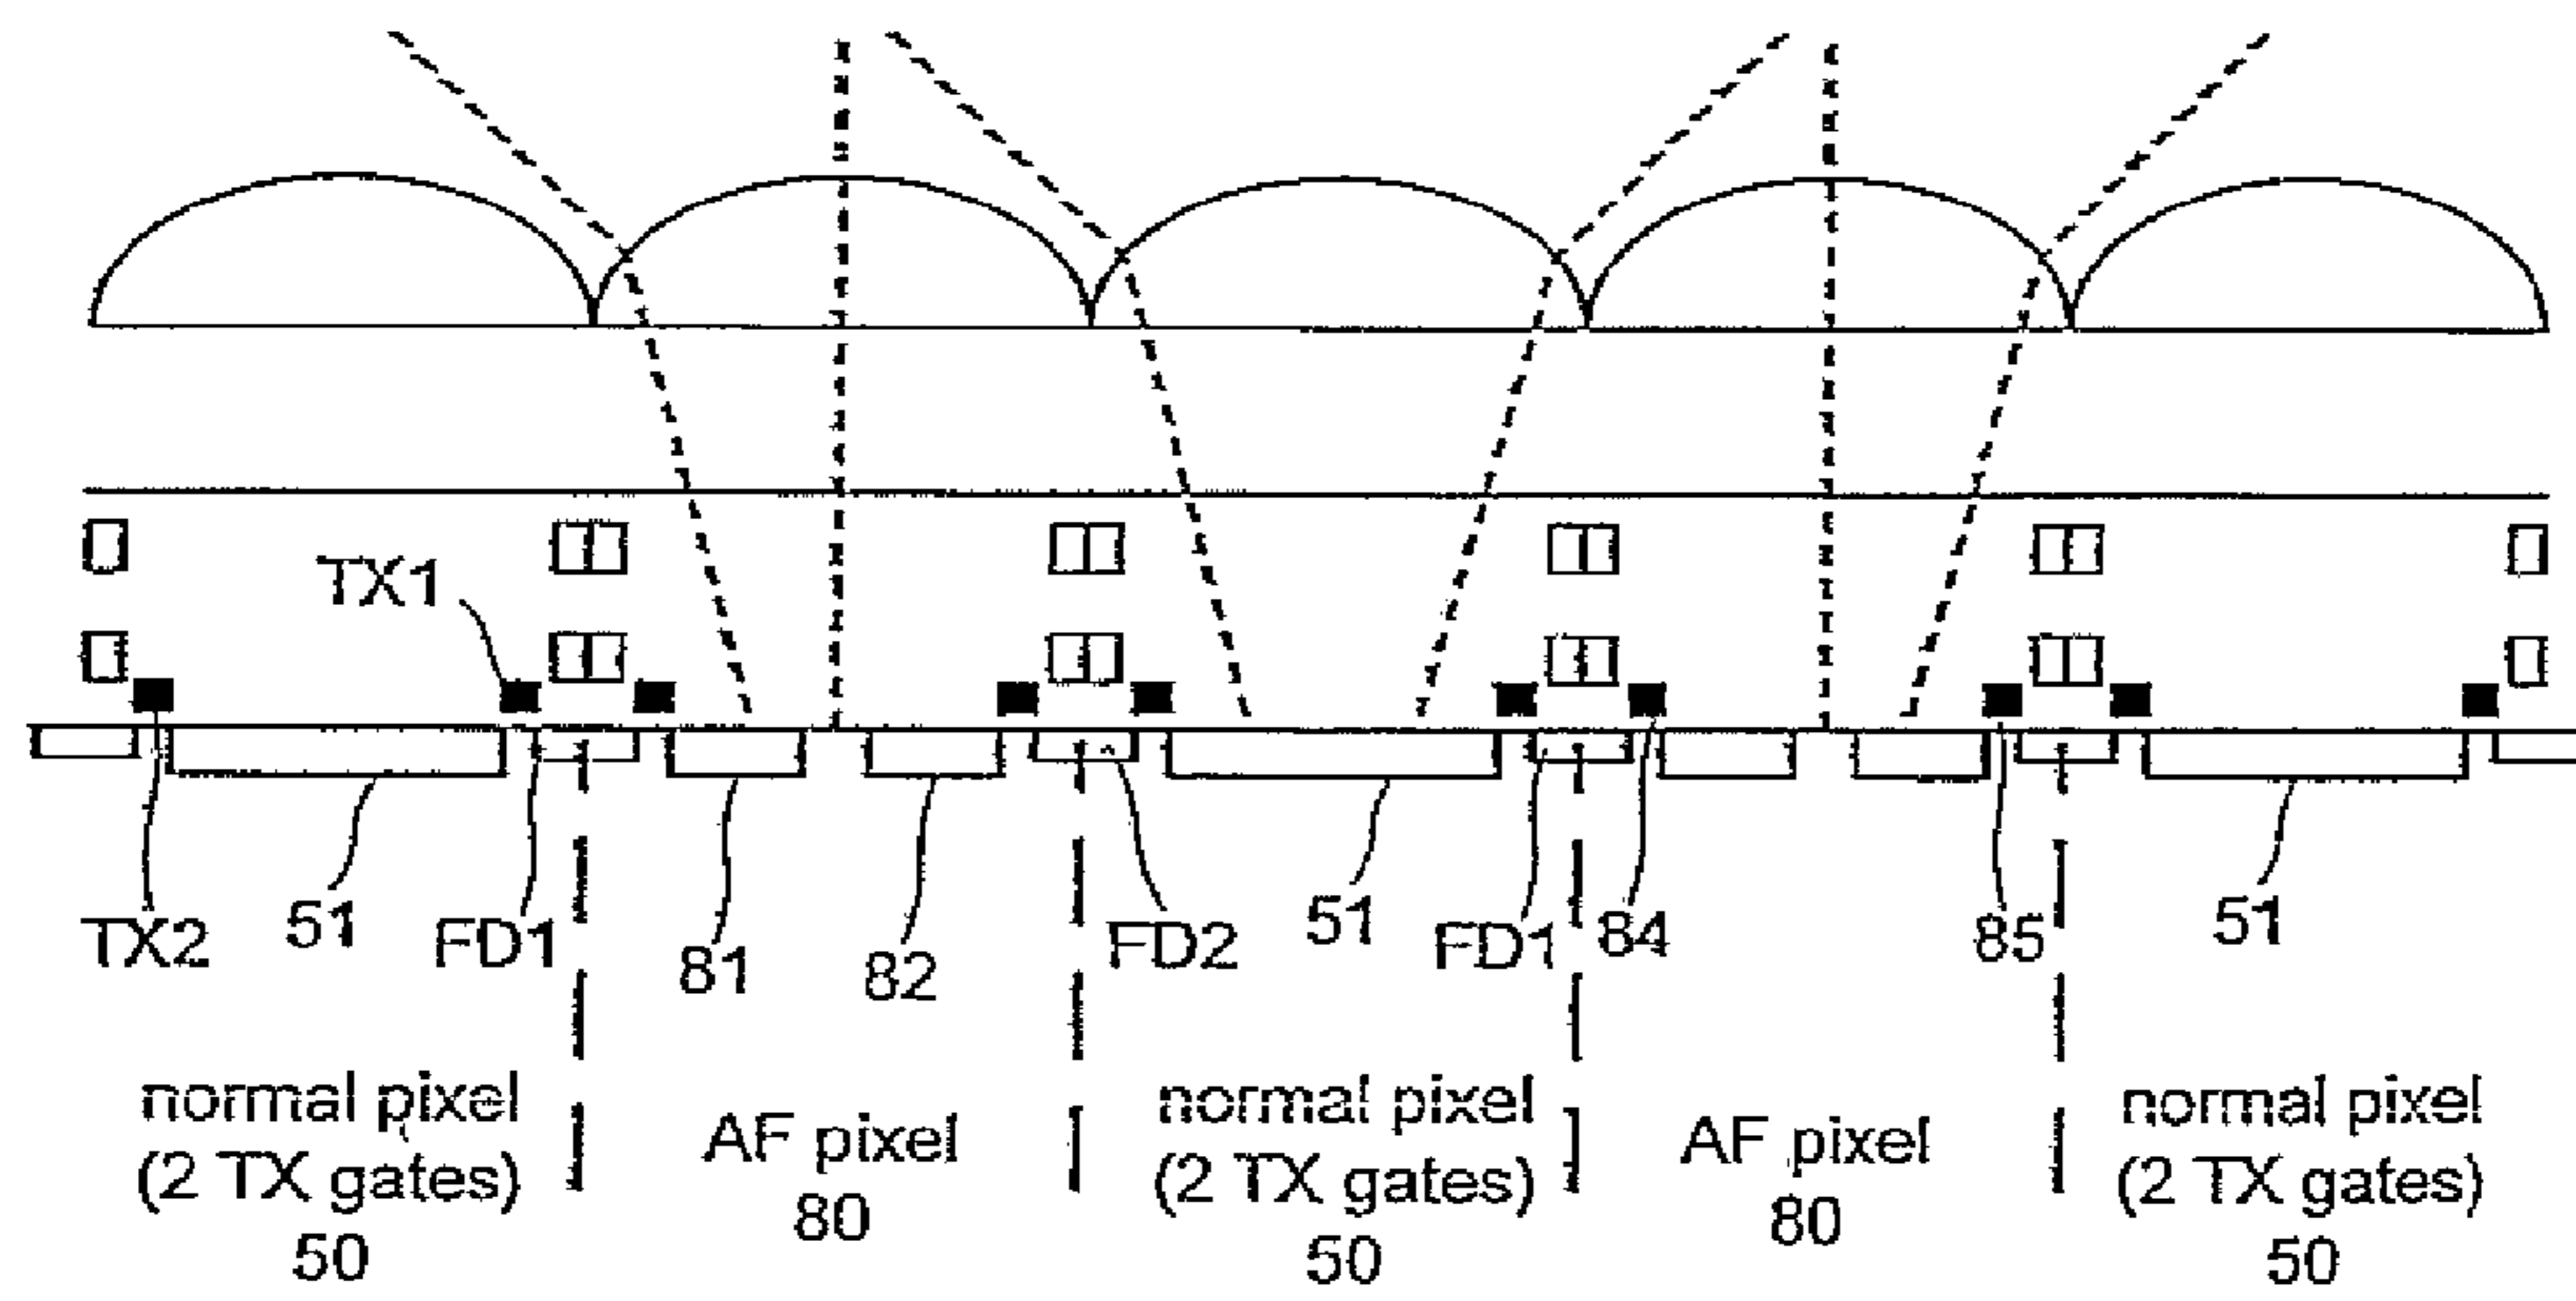 TX1
TX2
51
FD1
81
82
FD2
51
FD1
84
85
51
normal pixel
(2 TX gates)
50
AF pixel
80
normal pixel
(2 TX gates)
50
AF pixel
80
normal pixel
(2 TX gates)
50